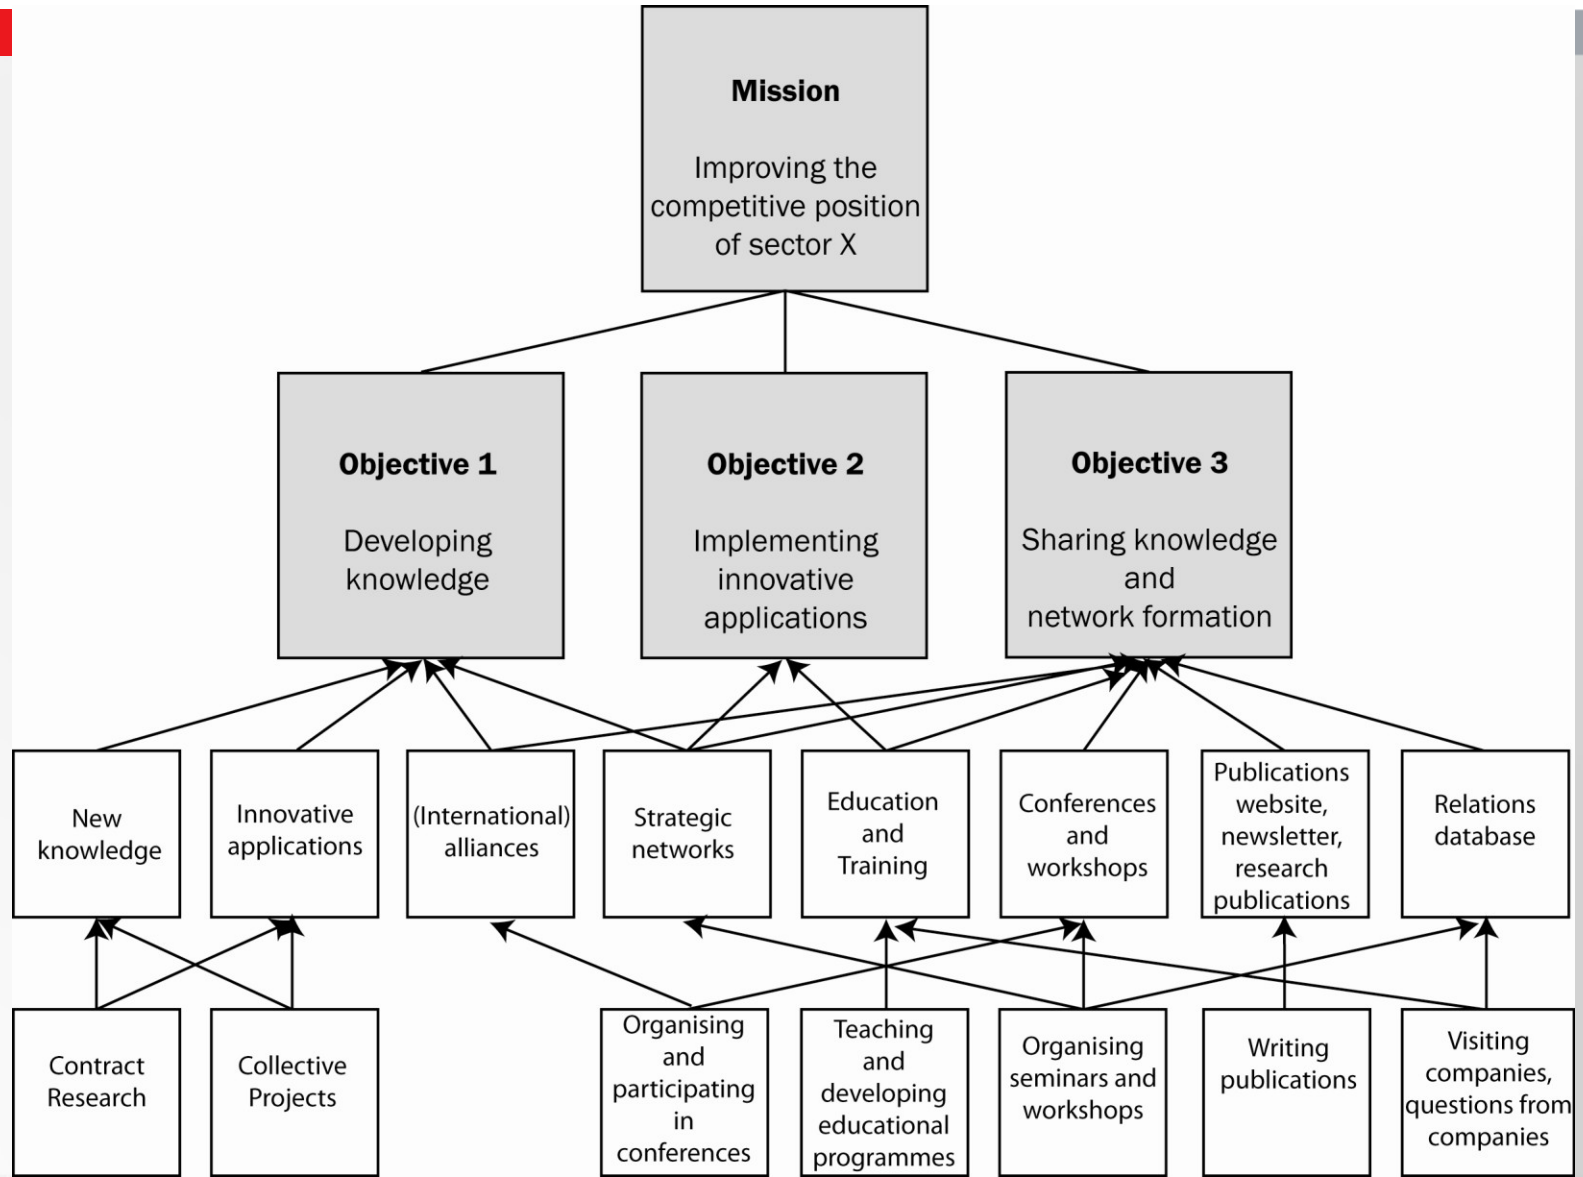 Mission
Improving the
competitive position
of sector X
Objective 1
Developing
knowledge
Objective 2
Implementing
innovative
applications
Objective 3
Sharing knowledge
and
network formation
New
knowledge
Innovative
applications
(International)
alliances
Strategic
networks
Education
and
Training
Conferences
and
workshops
Publications
website,
newsletter,
research
publications
Relations
database
Contract
Research
Collective
Projects
Organising
and
participating
in
conferences
Teaching
and
developing
educational
programmes
Organising
seminars and
workshops
Writing
publications
Visiting
companies,
questions from
companies